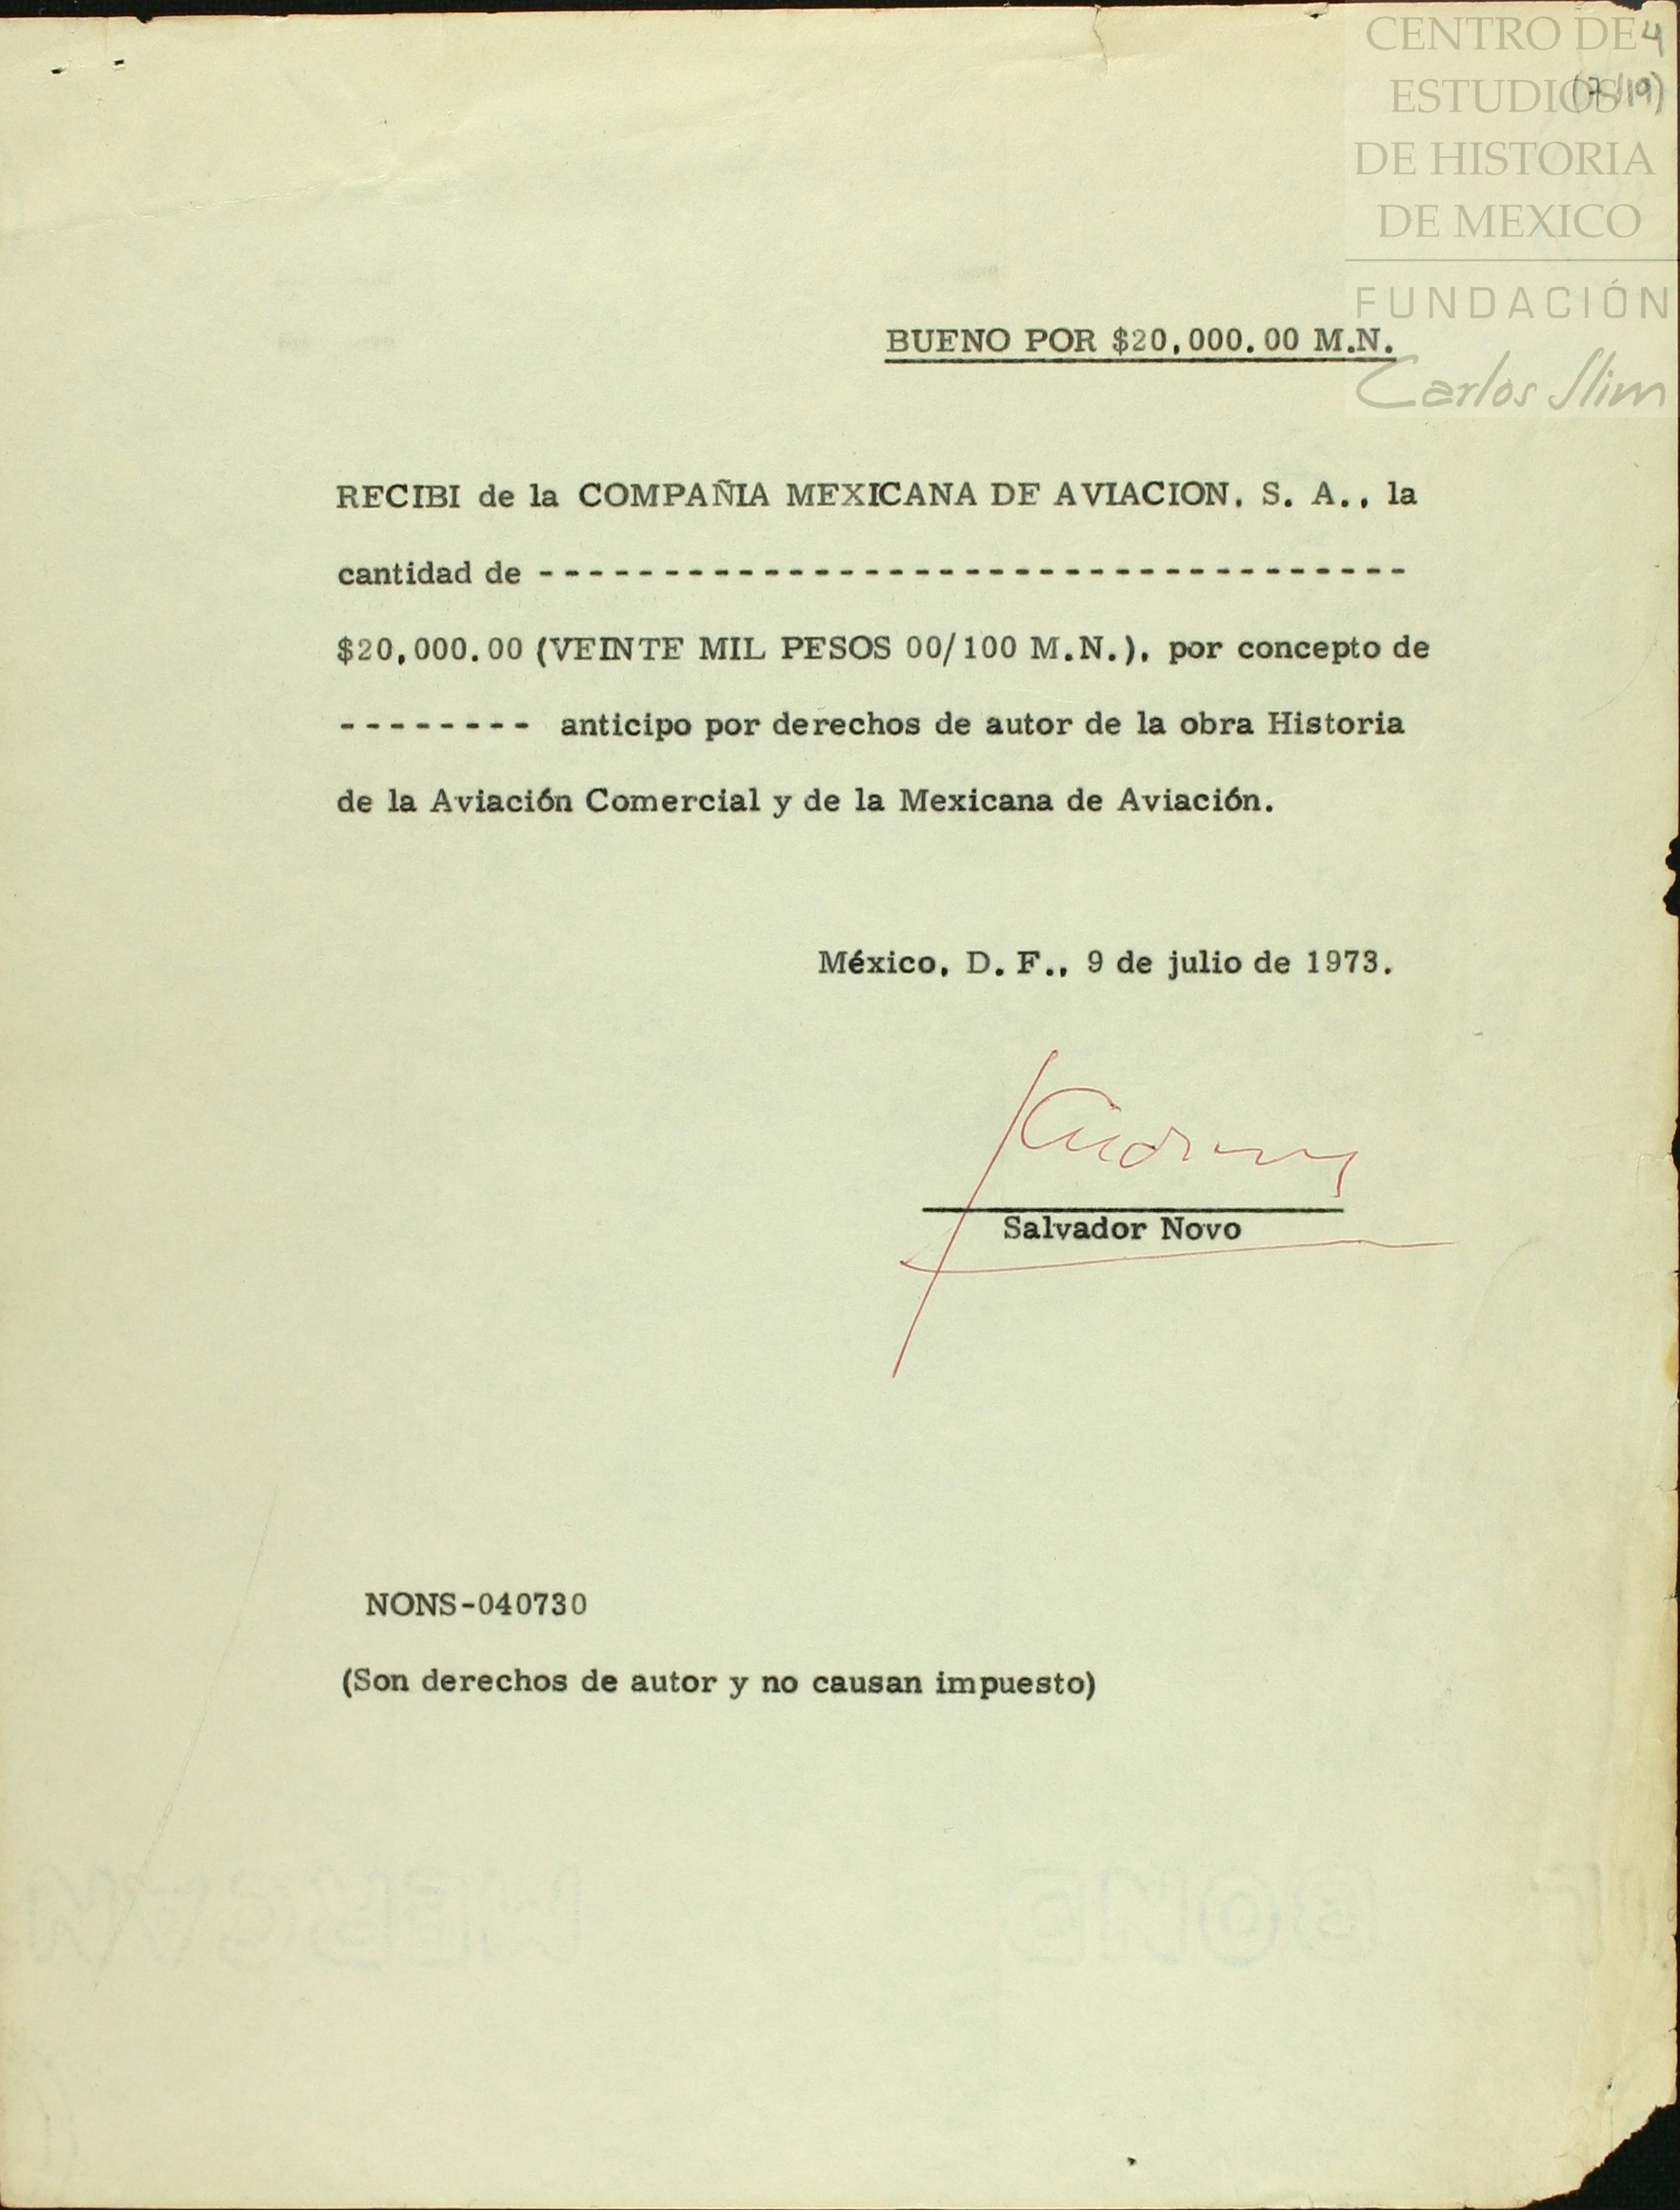 CENTRO DE 4
ESTUDIOS
DE HISTORIA
DE MEXICO
FUNDACIÓN
Carlos Slim
BUENO POR $20,000.00 M.N.
RECIBI de la COMPAÑIA MEXICANA DE AVIACION, S. A., la
cantidad de -----------------------------------
$20,000.00 (VEINTE MIL PESOS 00/100 M.N.), por concepto de
-------- anticipo por derechos de autor de la obra Historia
de la Aviación Comercial y de la Mexicana de Aviación.
México, D. F., 9 de julio de 1973.
Salvador Novo
NONS-040730
(Son derechos de autor y no causan impuesto)